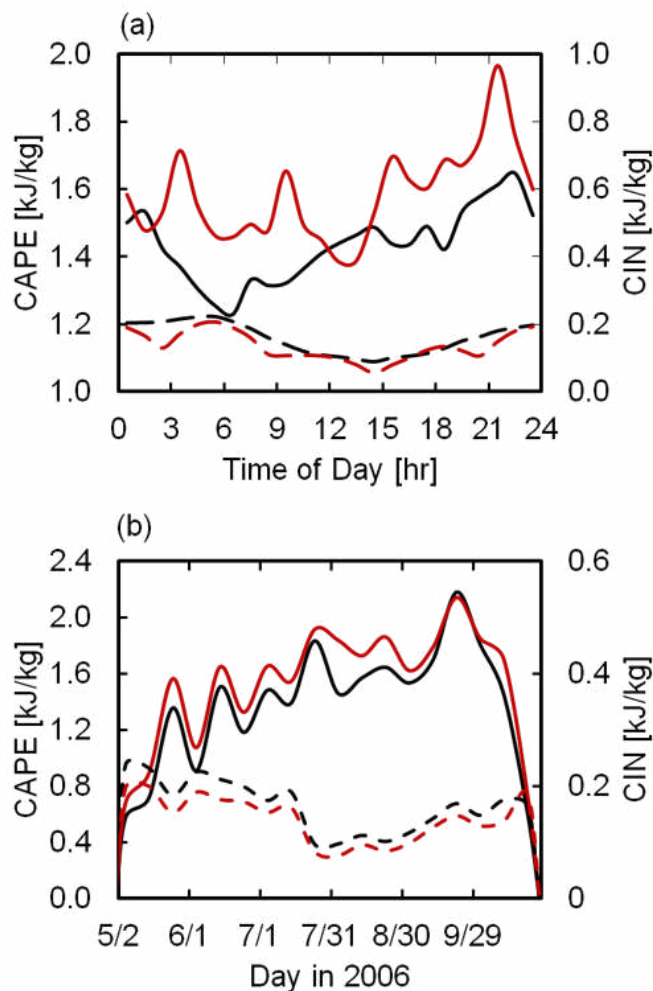 (a)
CAPE [kJ/kg]
2.0
1.8
1.6
1.4
1.2
1.0
CIN [kJ/kg]
1.0
0.8
0.6
0.4
0.2
0.0
0 3 6 9 12 15 18 21 24
Time of Day [hr]
(b)
CAPE [kJ/kg]
2.4
2.0
1.6
1.2
0.8
0.4
0.0
CIN [kJ/kg]
0.6
0.4
0.2
0
5/2 6/1 7/1 7/31 8/30 9/29
Day in 2006